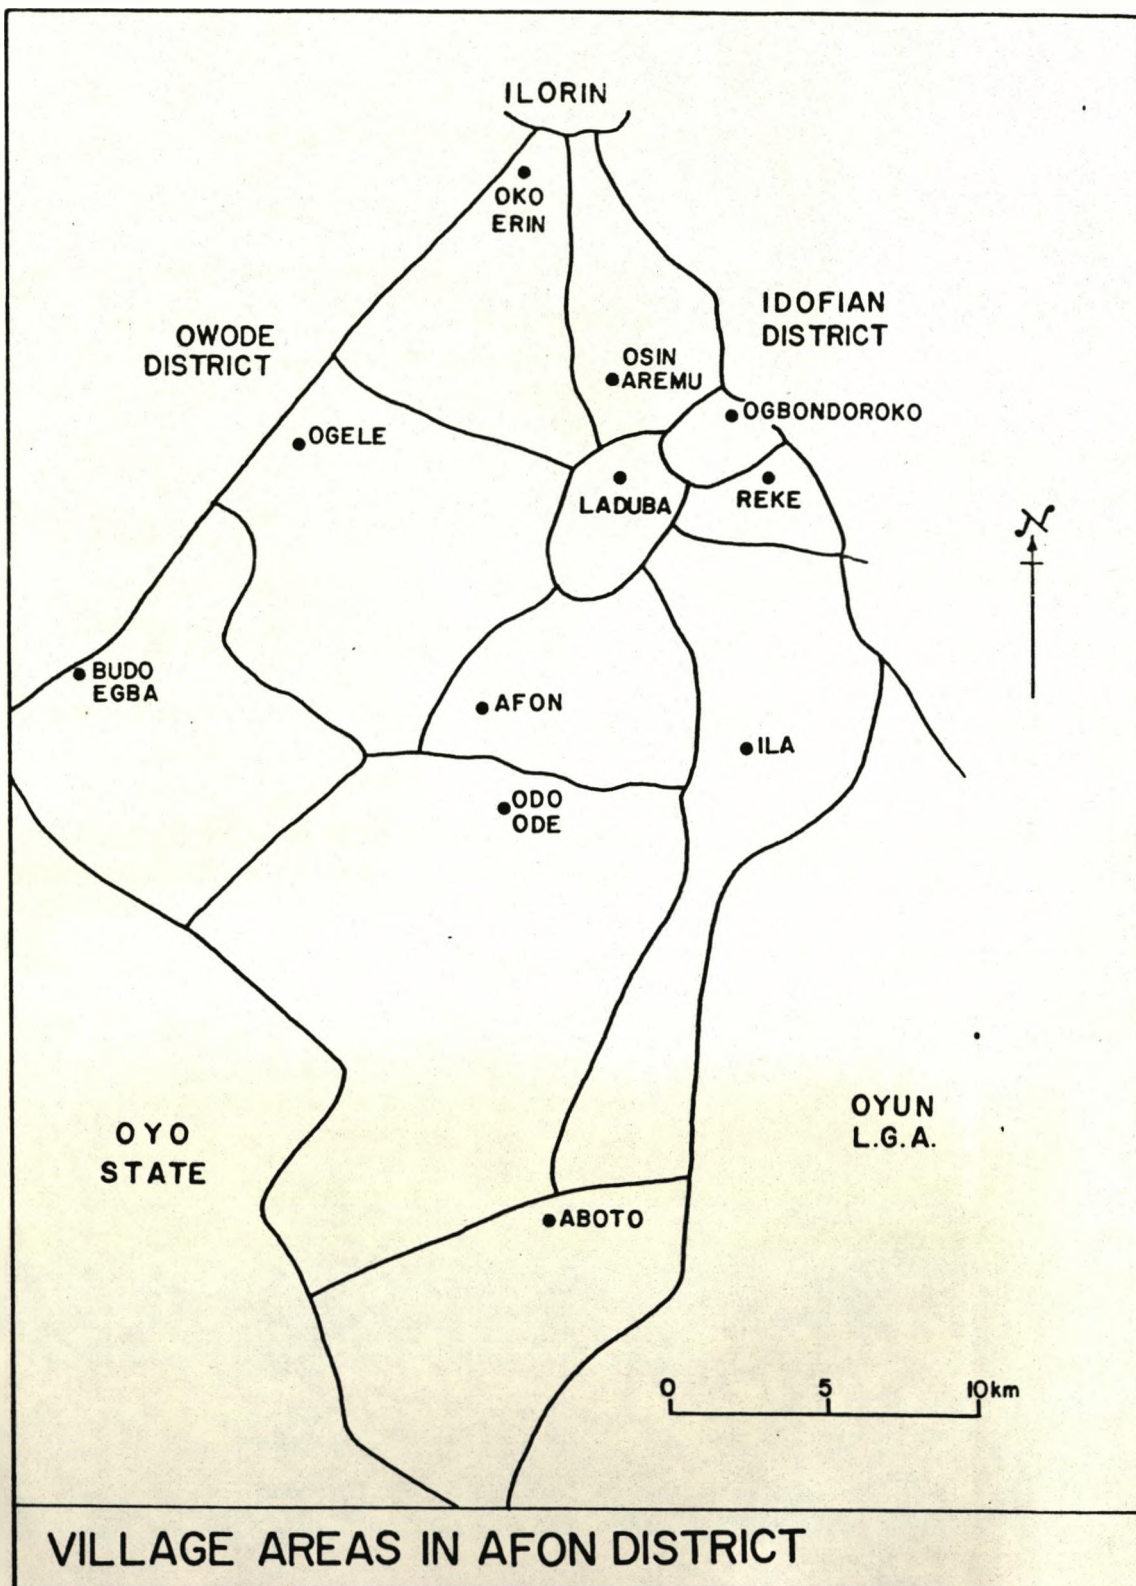 ILORIN
OKO
ERIN
IDOFIAN
DISTRICT
OWODE
DISTRICT
OSIN
AREMU
OGBONDOROKO
OGELE
LADUBA
REKE
N
BUDO
EGBA
AFON
ILA
ODO
ODE
OYUN
L.G.A.
OYO
STATE
ABOTO
0 5 10km
VILLAGE AREAS IN AFON DISTRICT